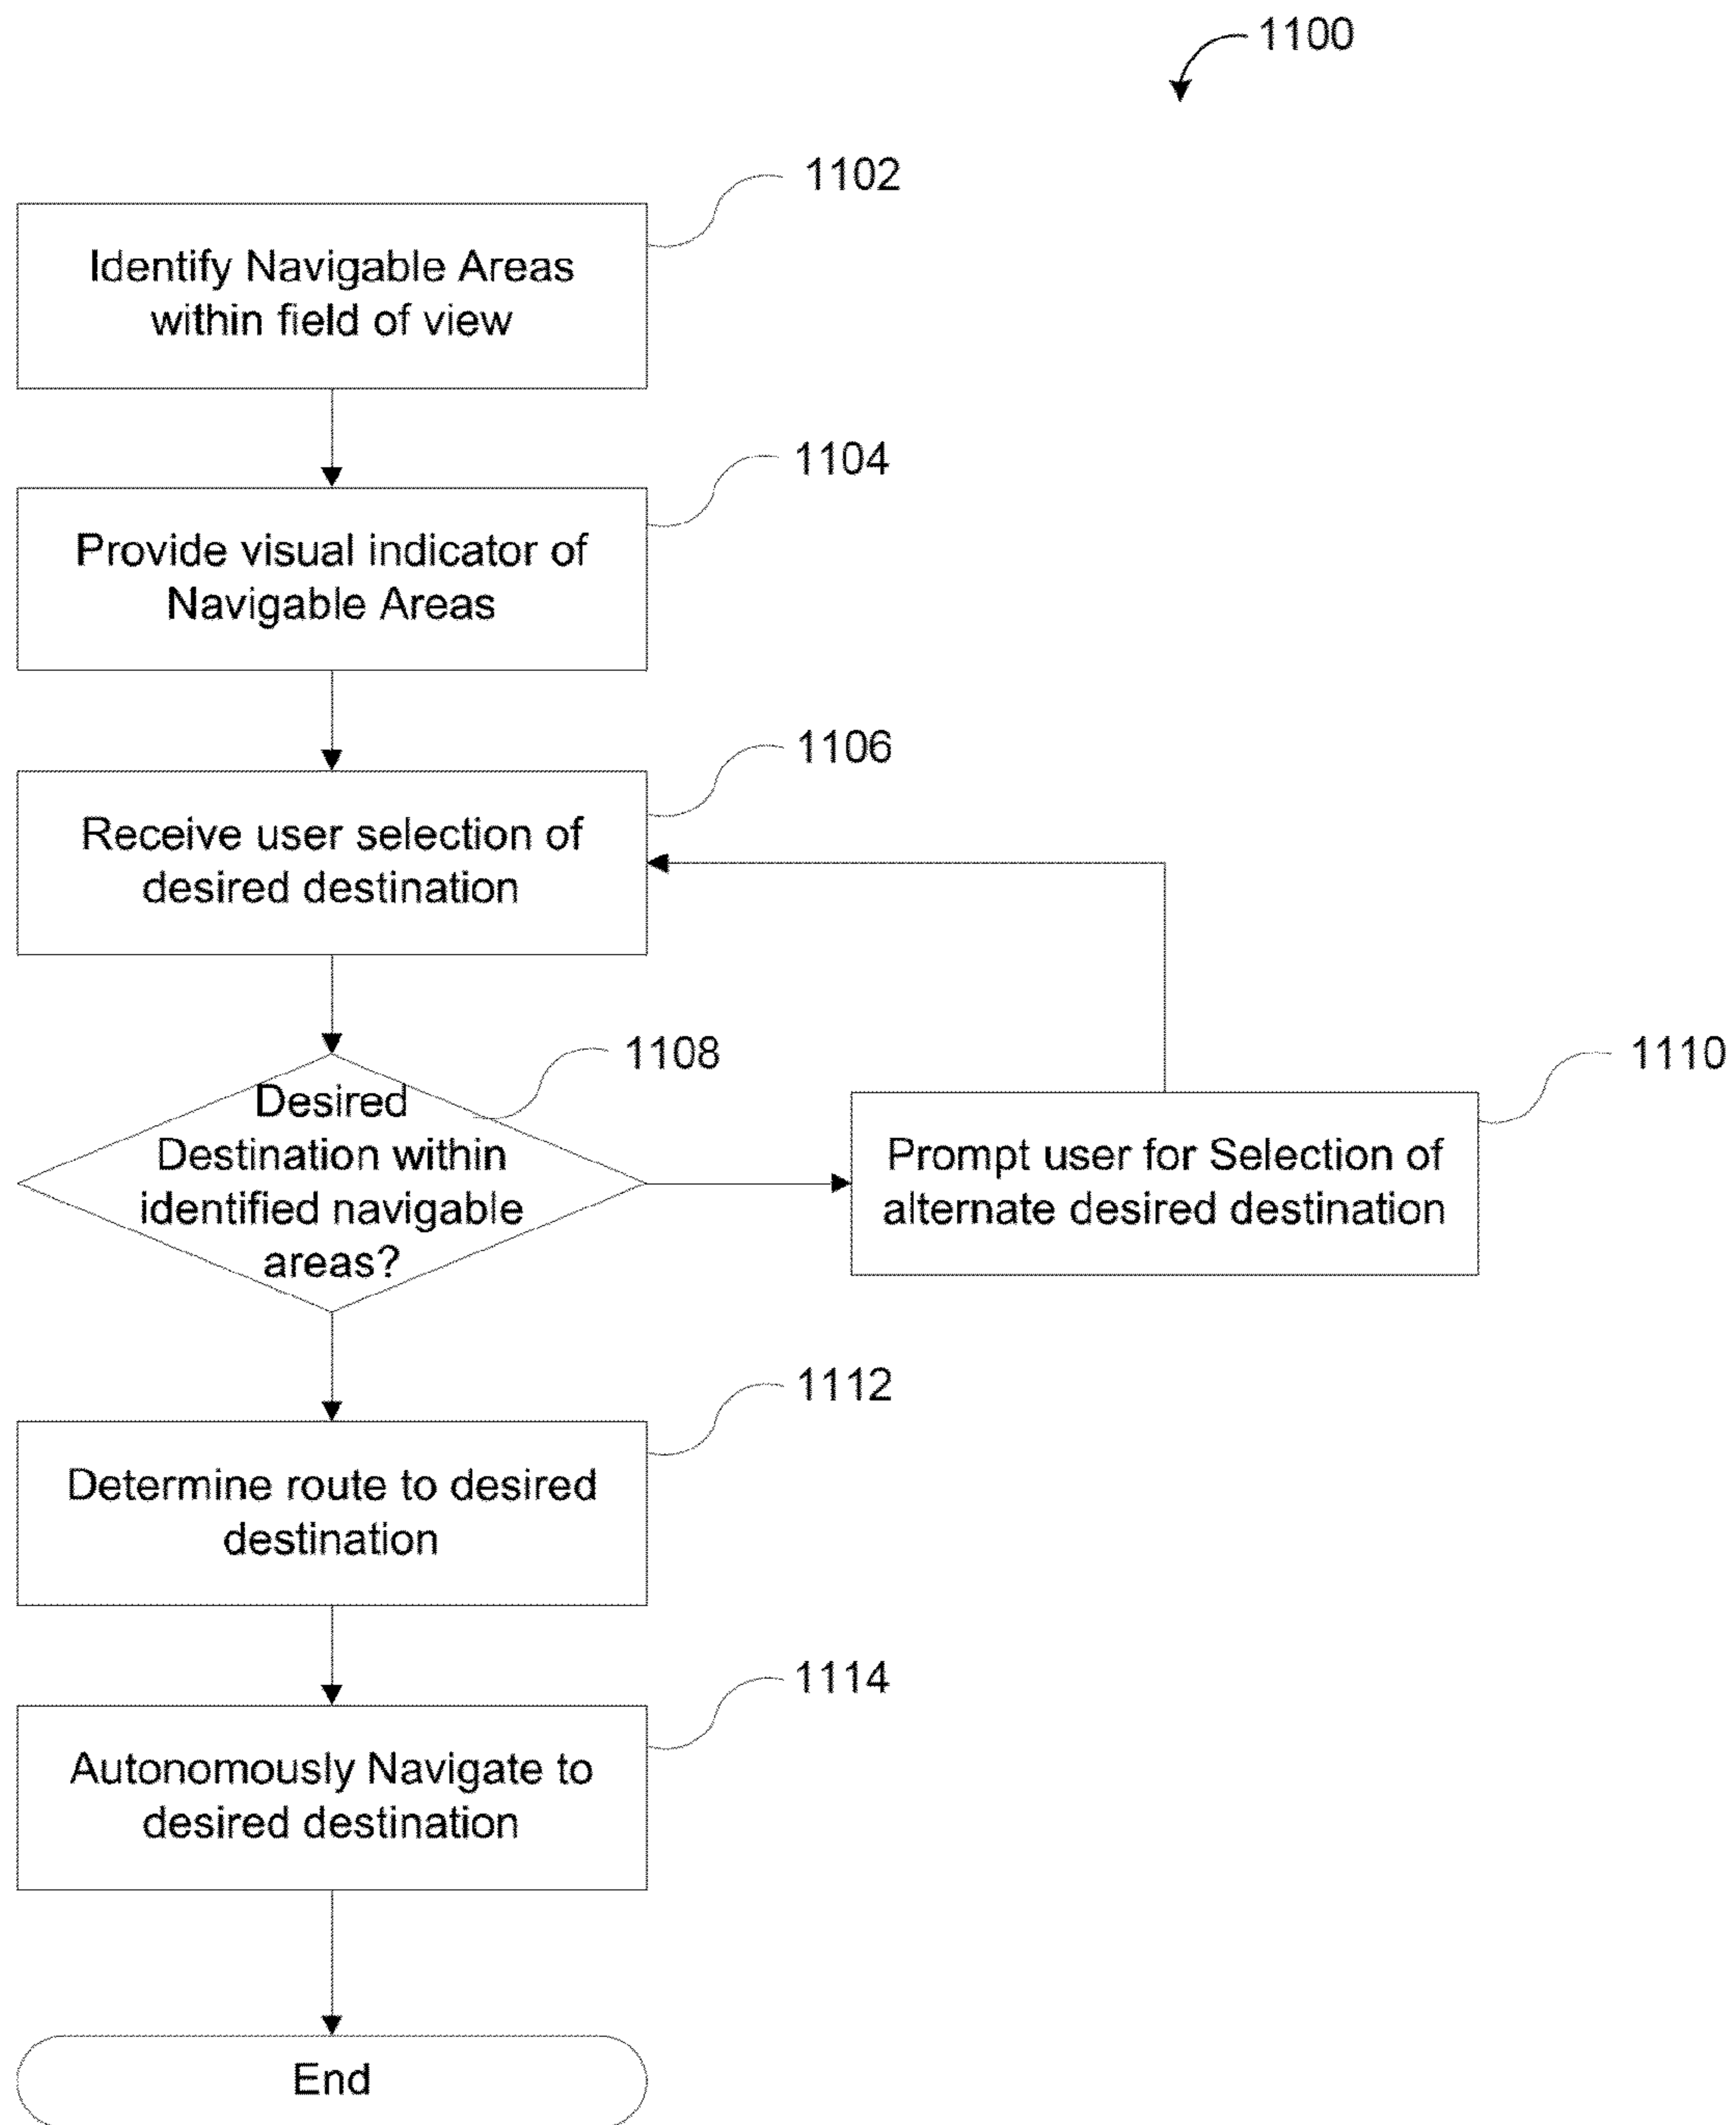 1100
1102
Identify Navigable Areas
within field of view
1104
Provide visual indicator of
Navigable Areas
1106
Receive user selection of
desired destination
1108
Desired
Destination within
identified navigable
areas?
1110
Prompt user for Selection of
alternate desired destination
1112
Determine route to desired
destination
1114
Autonomously Navigate to
desired destination
End